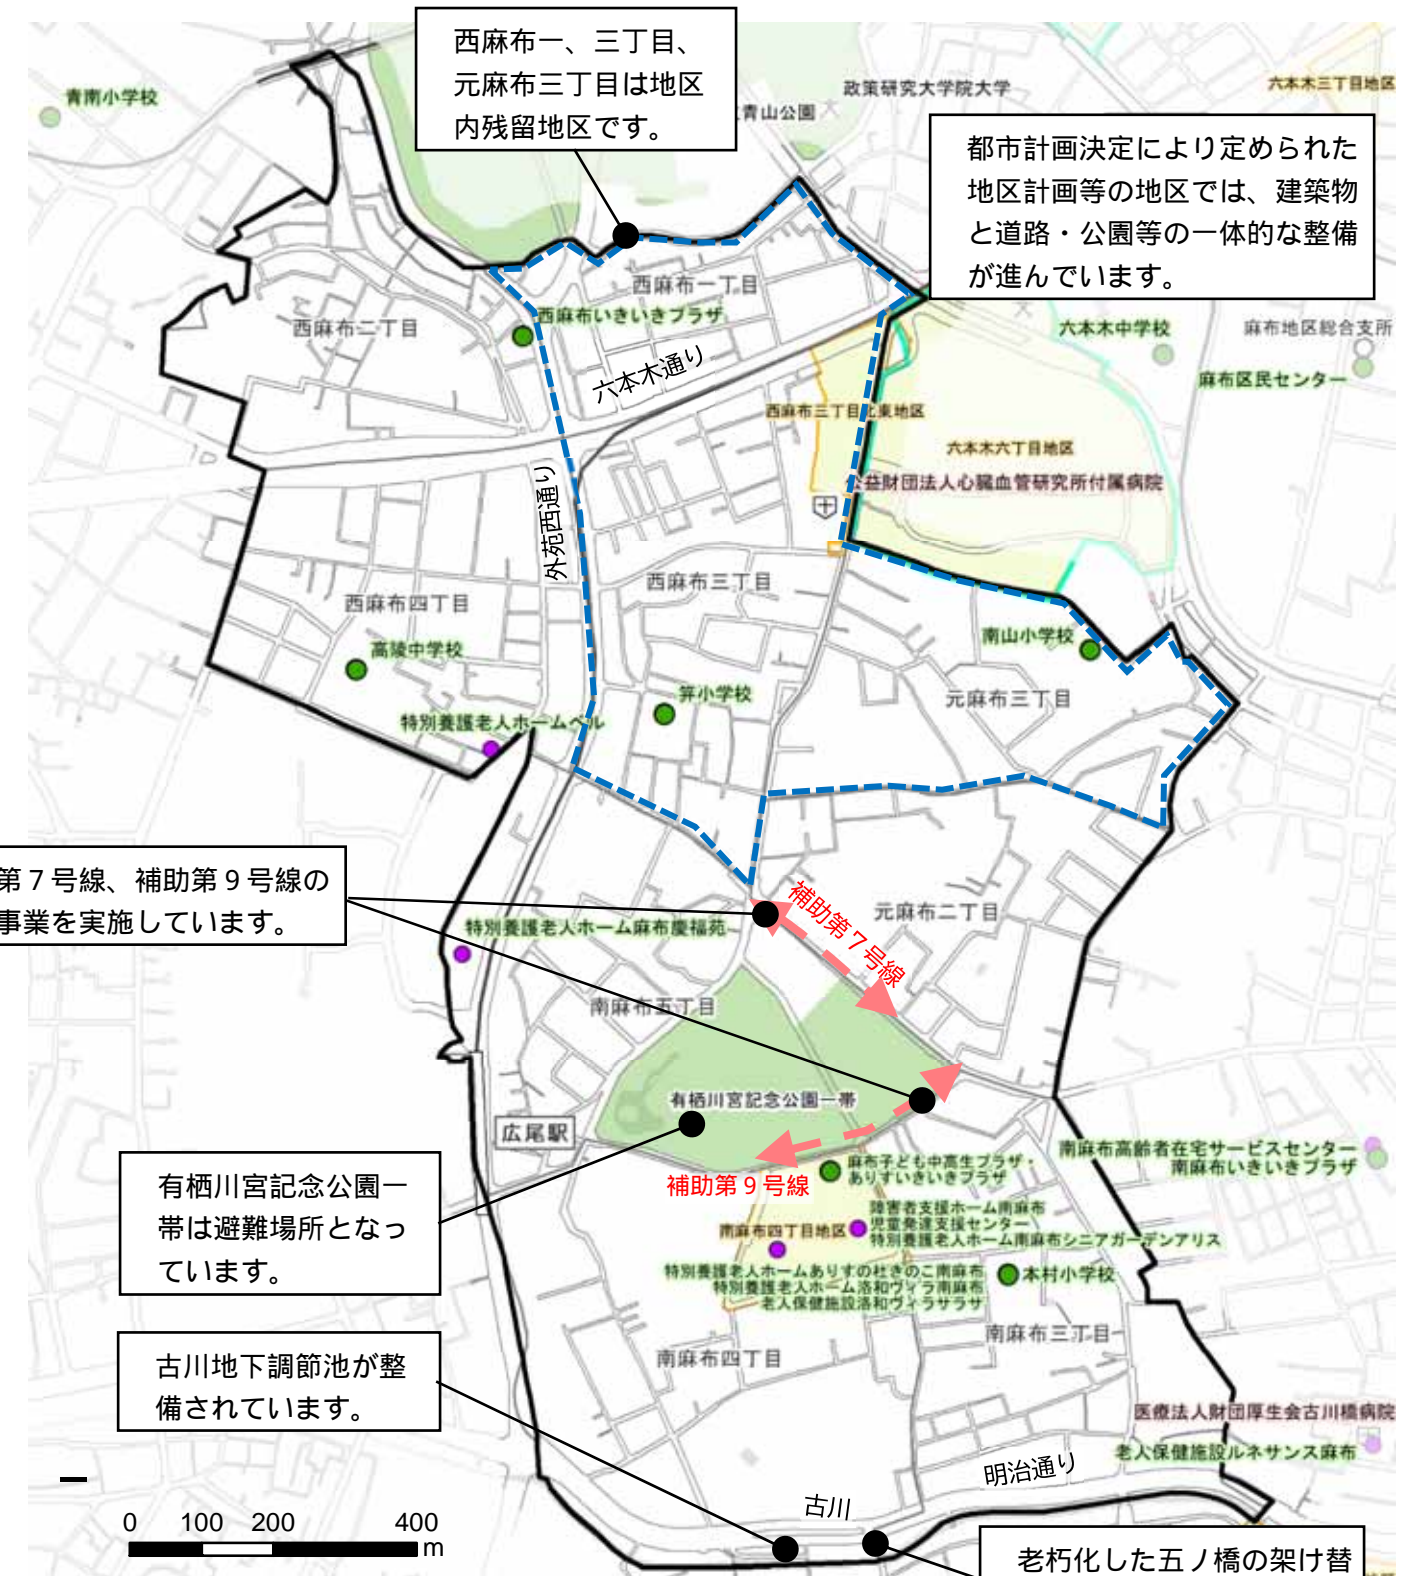 西麻布一、三丁目、
元麻布三丁目は地区
内残留地区です。
政策研究大学院大学
六本木三丁目地区
青南小学校
青山公園
都市計画決定により定められた
地区計画等の地区では、建築物
と道路・公園等の一体的な整備
が進んでいます。
西麻布一丁目
西麻布二丁目
西麻布いきいきプラザ
六本木中学校
麻布地区総合支所
六本木通り
麻布区民センター
西麻布三丁目北東地区
六本木六丁目地区
公益財団法人心臓血管研究所付属病院
外苑西通り
西麻布三丁目
西麻布四丁目
高陵中学校
南山小学校
笄小学校
元麻布三丁目
特別養護老人ホームベル
第７号線、補助第９号線の
事業を実施しています。
補助第７号線
元麻布二丁目
特別養護老人ホーム麻布慶福苑
南麻布五丁目
有栖川宮記念公園一帯
広尾駅
南麻布高齢者在宅サービスセンター
南麻布いきいきプラザ
麻布子ども中高生プラザ・
ありすいきいきプラザ
補助第９号線
有栖川宮記念公園一
帯は避難場所となっ
ています。
障害者支援ホーム南麻布
児童発達支援センター
特別養護老人ホーム南麻布シニアガーデンアリス
南麻布四丁目地区
特別養護老人ホームありすの杜きのこ南麻布
特別養護老人ホーム洛和ヴィラ南麻布
老人保健施設洛和ヴィラサラサ
本村小学校
南麻布三丁目
南麻布四丁目
古川地下調節池が整
備されています。
医療法人財団厚生会古川橋病院
老人保健施設ルネサンス麻布
明治通り
古川
0 100 200 400
m
老朽化した五ノ橋の架け替